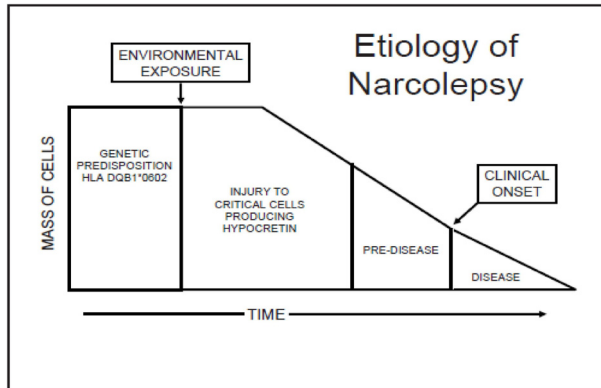 Etiology of
Narcolepsy
ENVIRONMENTAL
EXPOSURE
GENETIC
PREDISPOSITION
HLA DQB1*0602
INJURY TO
CRITICAL CELLS
PRODUCING
HYPOCRETIN
PRE-DISEASE
CLINICAL
ONSET
DISEASE
MASS OF CELLS
TIME